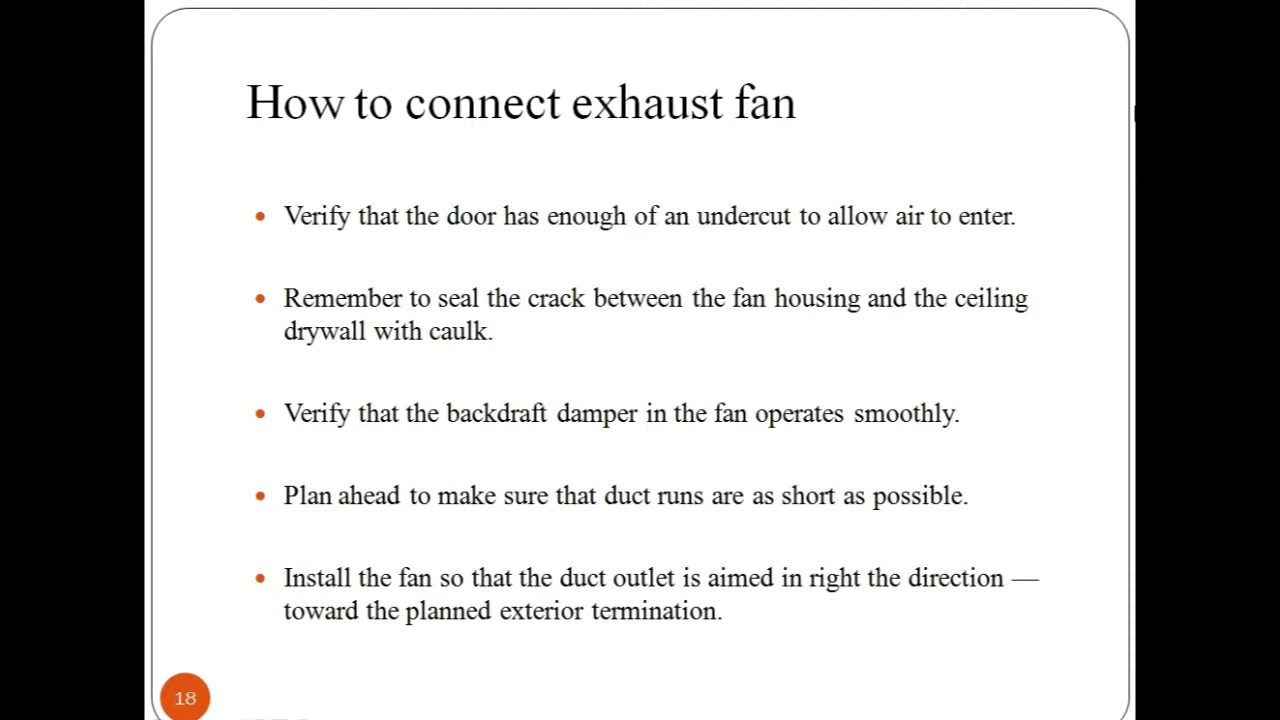 How to connect exhaust fan
• Verify that the door has enough of an undercut to allow air to enter.
• Remember to seal the crack between the fan housing and the ceiling
drywall with caulk.
• Verify that the backdraft damper in the fan operates smoothly.
• Plan ahead to make sure that duct runs are as short as possible.
• Install the fan so that the duct outlet is aimed in right the direction —
toward the planned exterior termination.
18